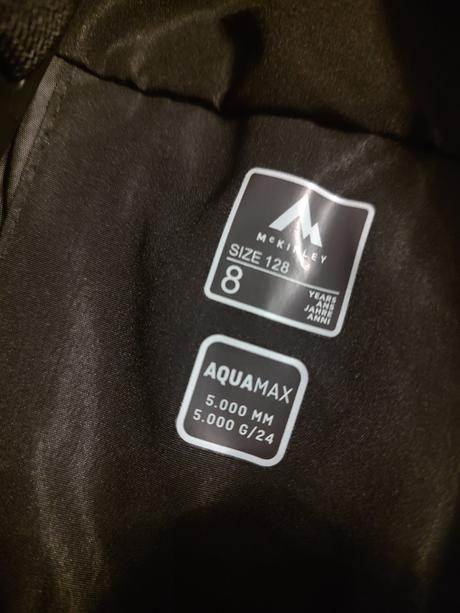 McKINLEY
SIZE 128
8
YEARS
ANS
JAHRE
ANNI
AQUAMAX
5.000 MM
5.000 G/24